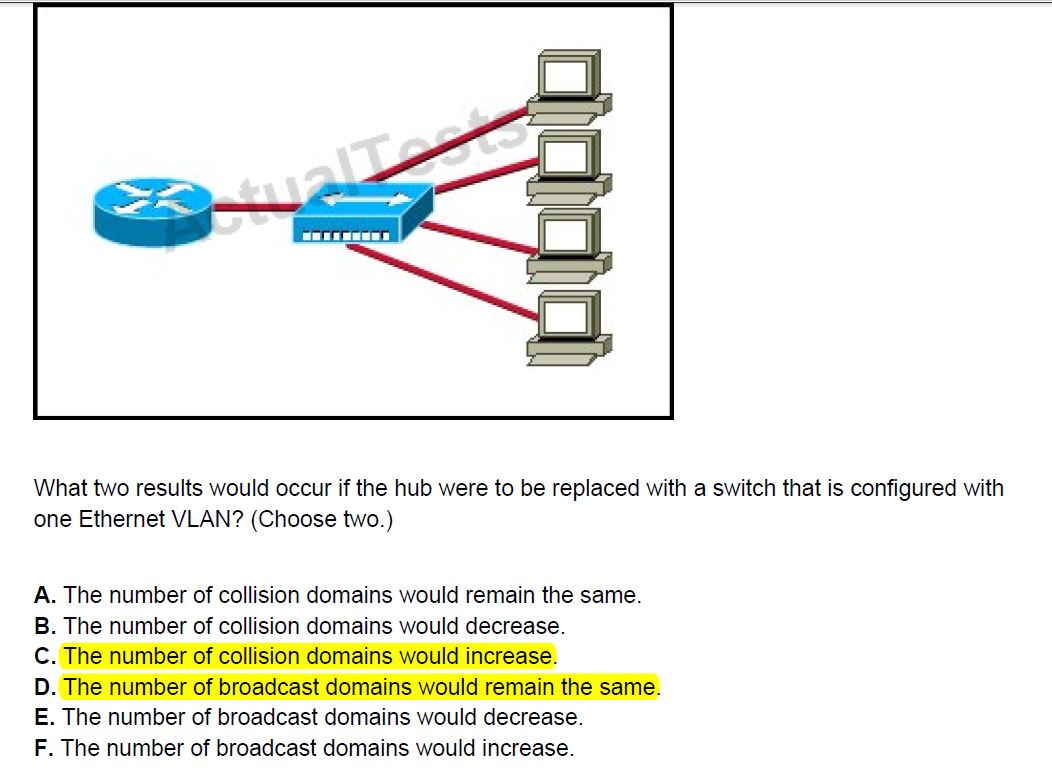 ActualTests
What two results would occur if the hub were to be replaced with a switch that is configured with
one Ethernet VLAN? (Choose two.)
A. The number of collision domains would remain the same.
B. The number of collision domains would decrease.
C. The number of collision domains would increase.
D. The number of broadcast domains would remain the same.
E. The number of broadcast domains would decrease.
F. The number of broadcast domains would increase.